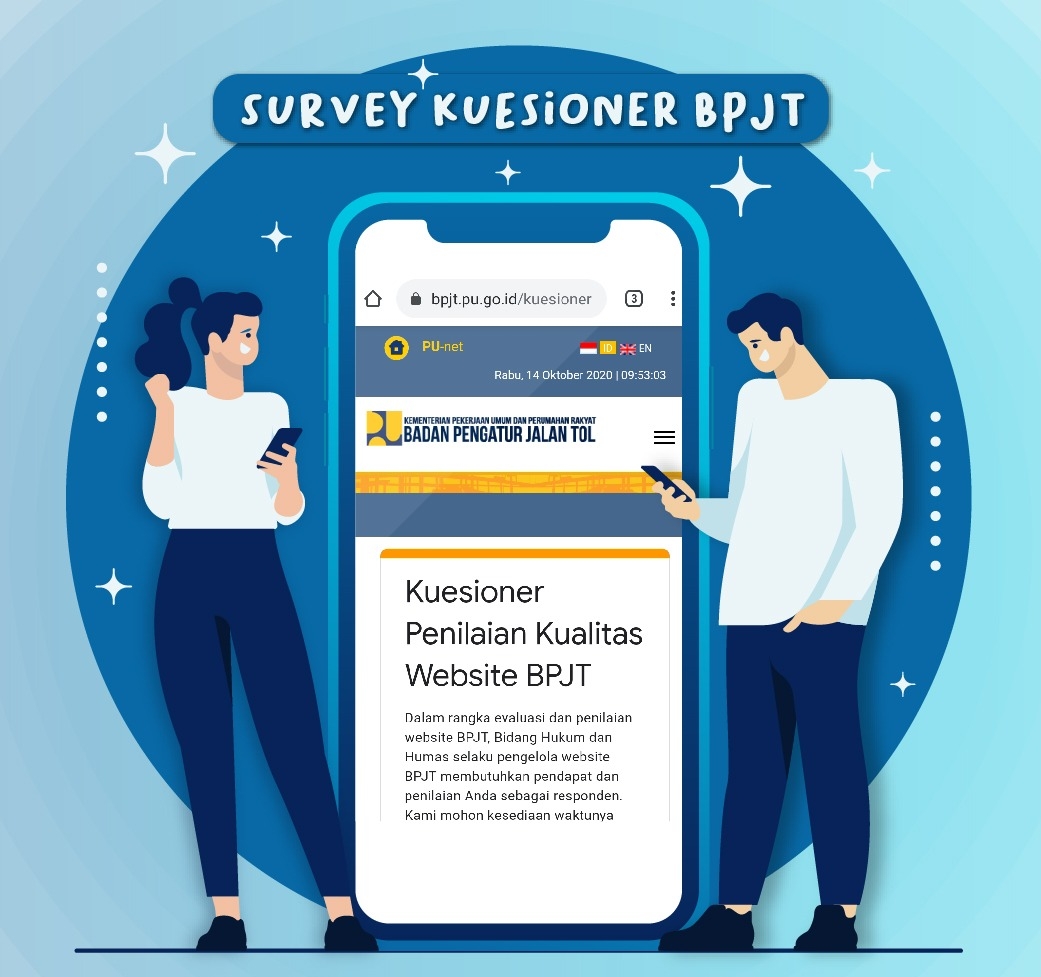 SURVEY KUESIONER BPJT
bpjt.pu.go.id/kuesioner
3
PU-net
ID EN
Rabu, 14 Oktober 2020 | 09:53:03
PU
KEMENTERIAN PEKERJAAN UMUM DAN PERUMAHAN RAKYAT
BADAN PENGATUR JALAN TOL
Kuesioner
Penilaian Kualitas
Website BPJT
Dalam rangka evaluasi dan penilaian
website BPJT, Bidang Hukum dan
Humas selaku pengelola website
BPJT membutuhkan pendapat dan
penilaian Anda sebagai responden.
Kami mohon kesediaan waktunya